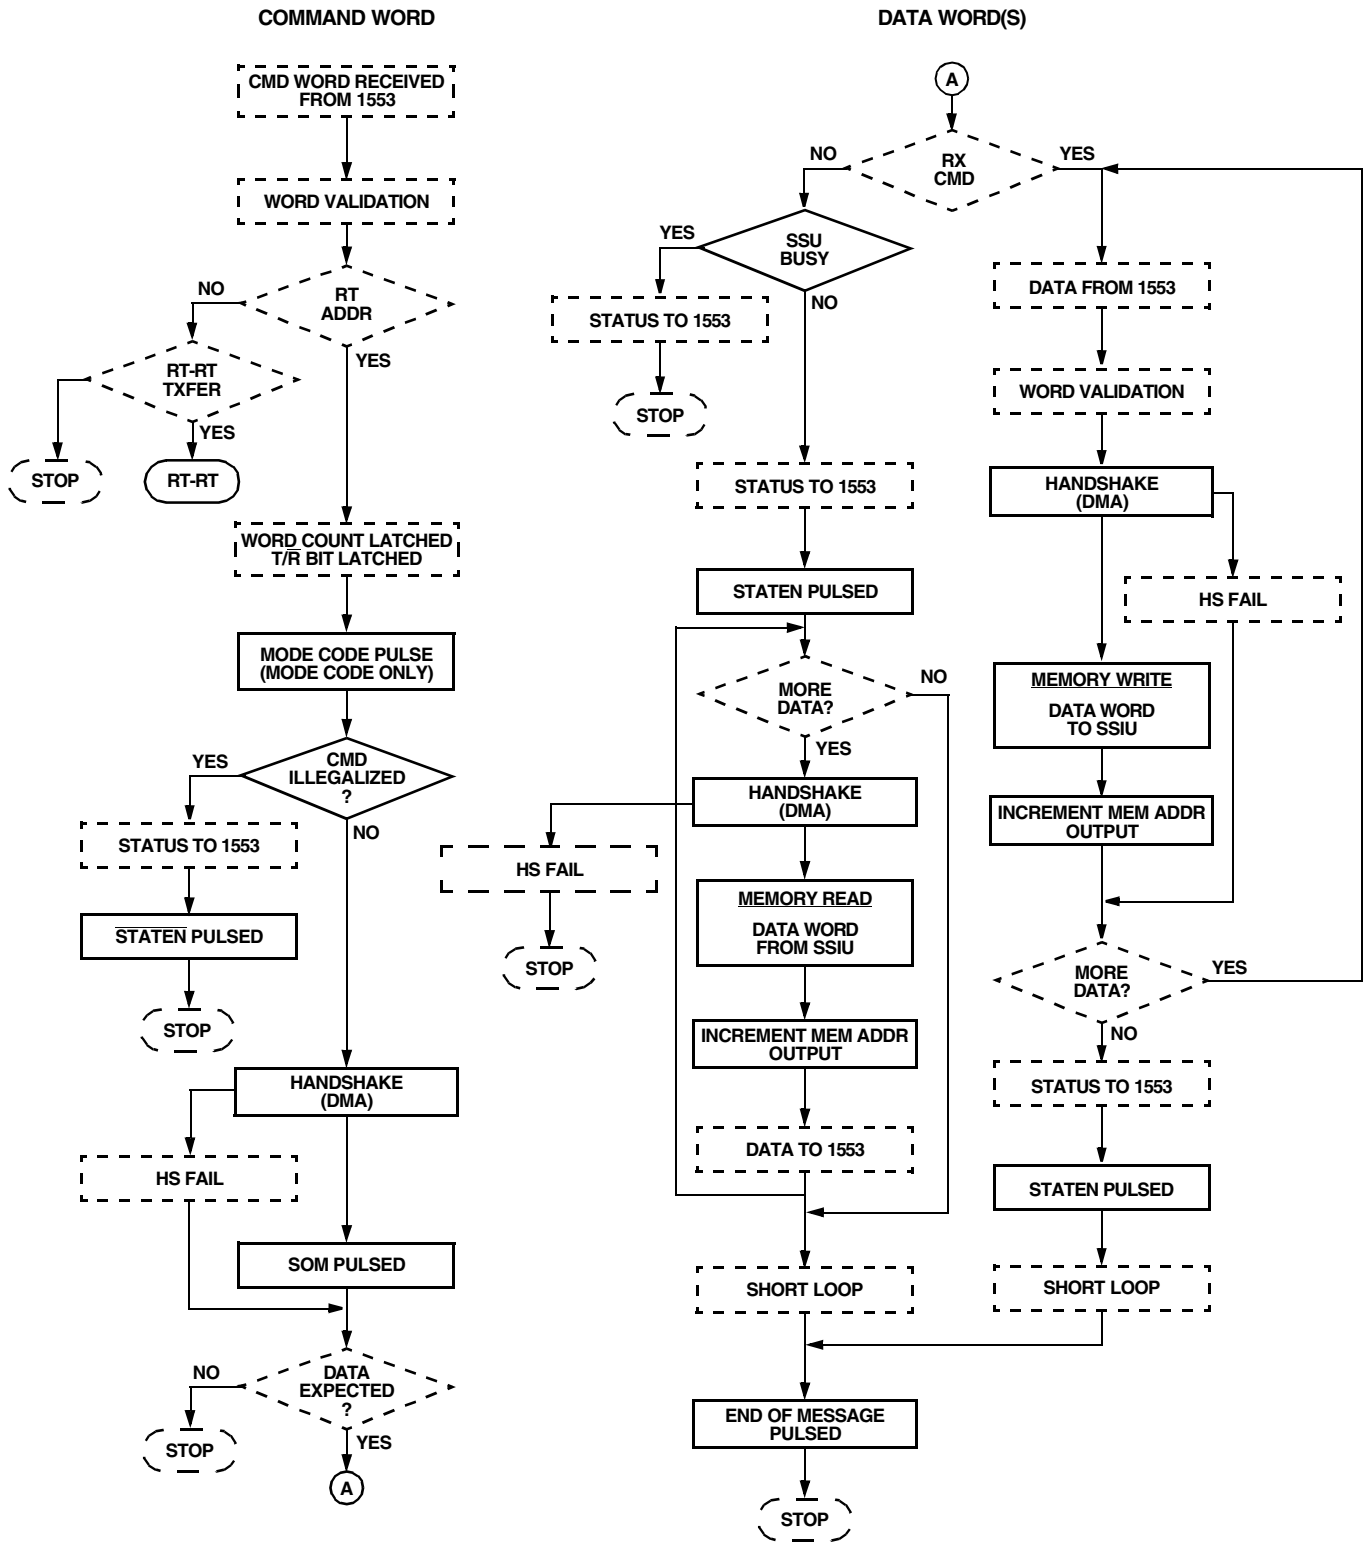 COMMAND WORD
CMD WORD RECEIVED
FROM 1553
WORD VALIDATION
RT
ADDR
NO
YES
RT-RT
TXFER
YES
STOP
RT-RT
WORD COUNT LATCHED
T/R̅ BIT LATCHED
MODE CODE PULSE
(MODE CODE ONLY)
CMD
ILLEGALIZED
?
YES
NO
STATUS TO 1553
S̅T̅A̅T̅E̅N̅ PULSED
STOP
HANDSHAKE
(DMA)
HS FAIL
SOM PULSED
DATA
EXPECTED
?
NO
YES
STOP
A
DATA WORD(S)
A
RX
CMD
NO
YES
SSU
BUSY
YES
NO
STATUS TO 1553
STOP
STATUS TO 1553
STATEN PULSED
MORE
DATA?
NO
YES
HANDSHAKE
(DMA)
HS FAIL
STOP
MEMORY READ
DATA WORD
FROM SSIU
INCREMENT MEM ADDR
OUTPUT
DATA TO 1553
SHORT LOOP
END OF MESSAGE
PULSED
STOP
DATA FROM 1553
WORD VALIDATION
HANDSHAKE
(DMA)
HS FAIL
MEMORY WRITE
DATA WORD
TO SSIU
INCREMENT MEM ADDR
OUTPUT
MORE
DATA?
YES
NO
STATUS TO 1553
STATEN PULSED
SHORT LOOP